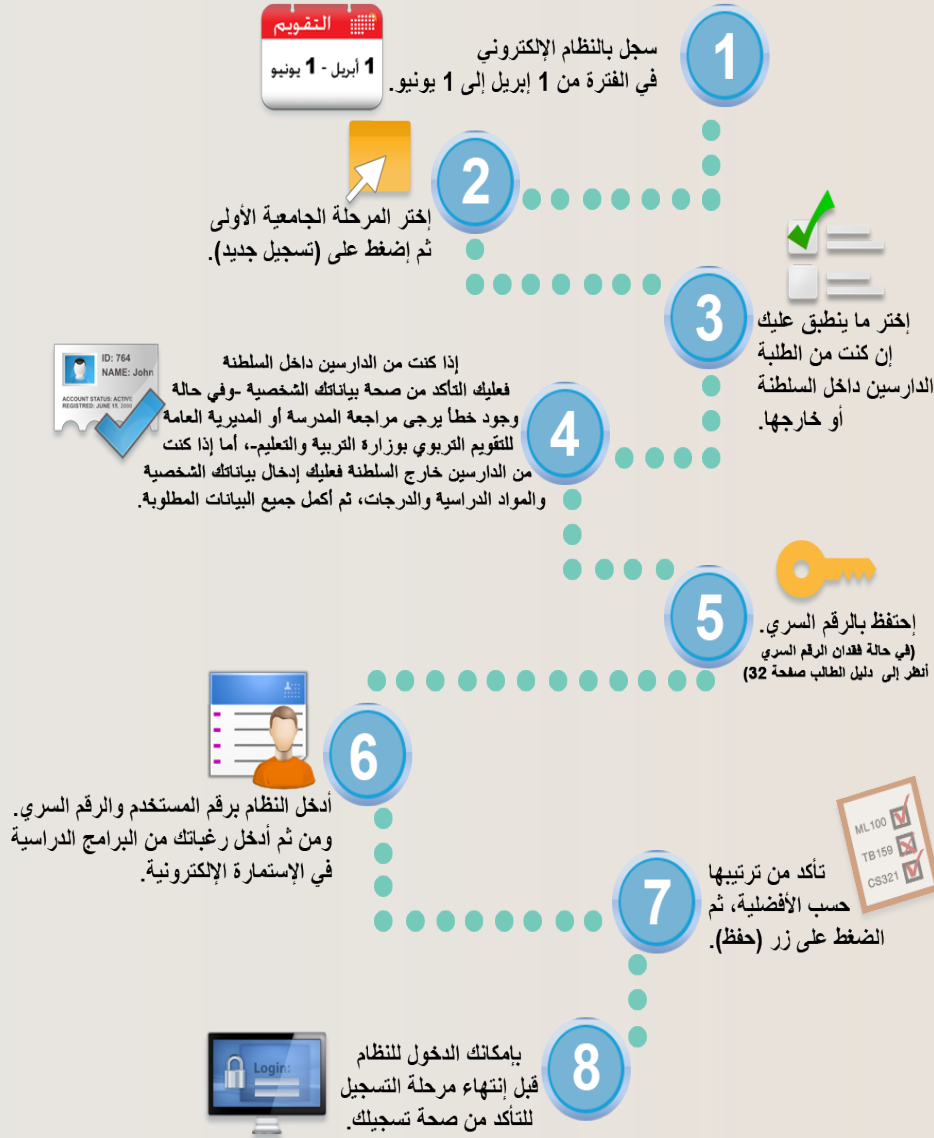 1
سجل بالنظام الإلكتروني
في الفترة من 1 إبريل إلى 1 يونيو.
التقويم
1 أبريل - 1 يونيو
2
إختر المرحلة الجامعية الأولى
ثم إضغط على (تسجيل جديد).
3
إختر ما ينطبق عليك
إن كنت من الطلبة
الدارسين داخل السلطنة
أو خارجها.
4
إذا كنت من الدارسين داخل السلطنة
فعليك التأكد من صحة بياناتك الشخصية -وفي حالة
وجود خطأ يرجى مراجعة المدرسة أو المديرية العامة
للتقويم التربوي بوزارة التربية والتعليم-، أما إذا كنت
من الدارسين خارج السلطنة فعليك إدخال بياناتك الشخصية
والمواد الدراسية والدرجات، ثم أكمل جميع البيانات المطلوبة.
ID: 764
NAME: John
ACCOUNT STATUS: ACTIVE
REGISTERED: JUNE 15, 2000
5
إحتفظ بالرقم السري.
(في حالة فقدان الرقم السري
أنظر إلى دليل الطالب صفحة 32)
6
أدخل النظام برقم المستخدم والرقم السري.
ومن ثم أدخل رغباتك من البرامج الدراسية
في الإستمارة الإلكترونية.
7
تأكد من ترتيبها
حسب الأفضلية، ثم
الضغط على زر (حفظ).
ML100
TB159
CS321
8
بإمكانك الدخول للنظام
قبل إنتهاء مرحلة التسجيل
للتأكد من صحة تسجيلك.
Login: